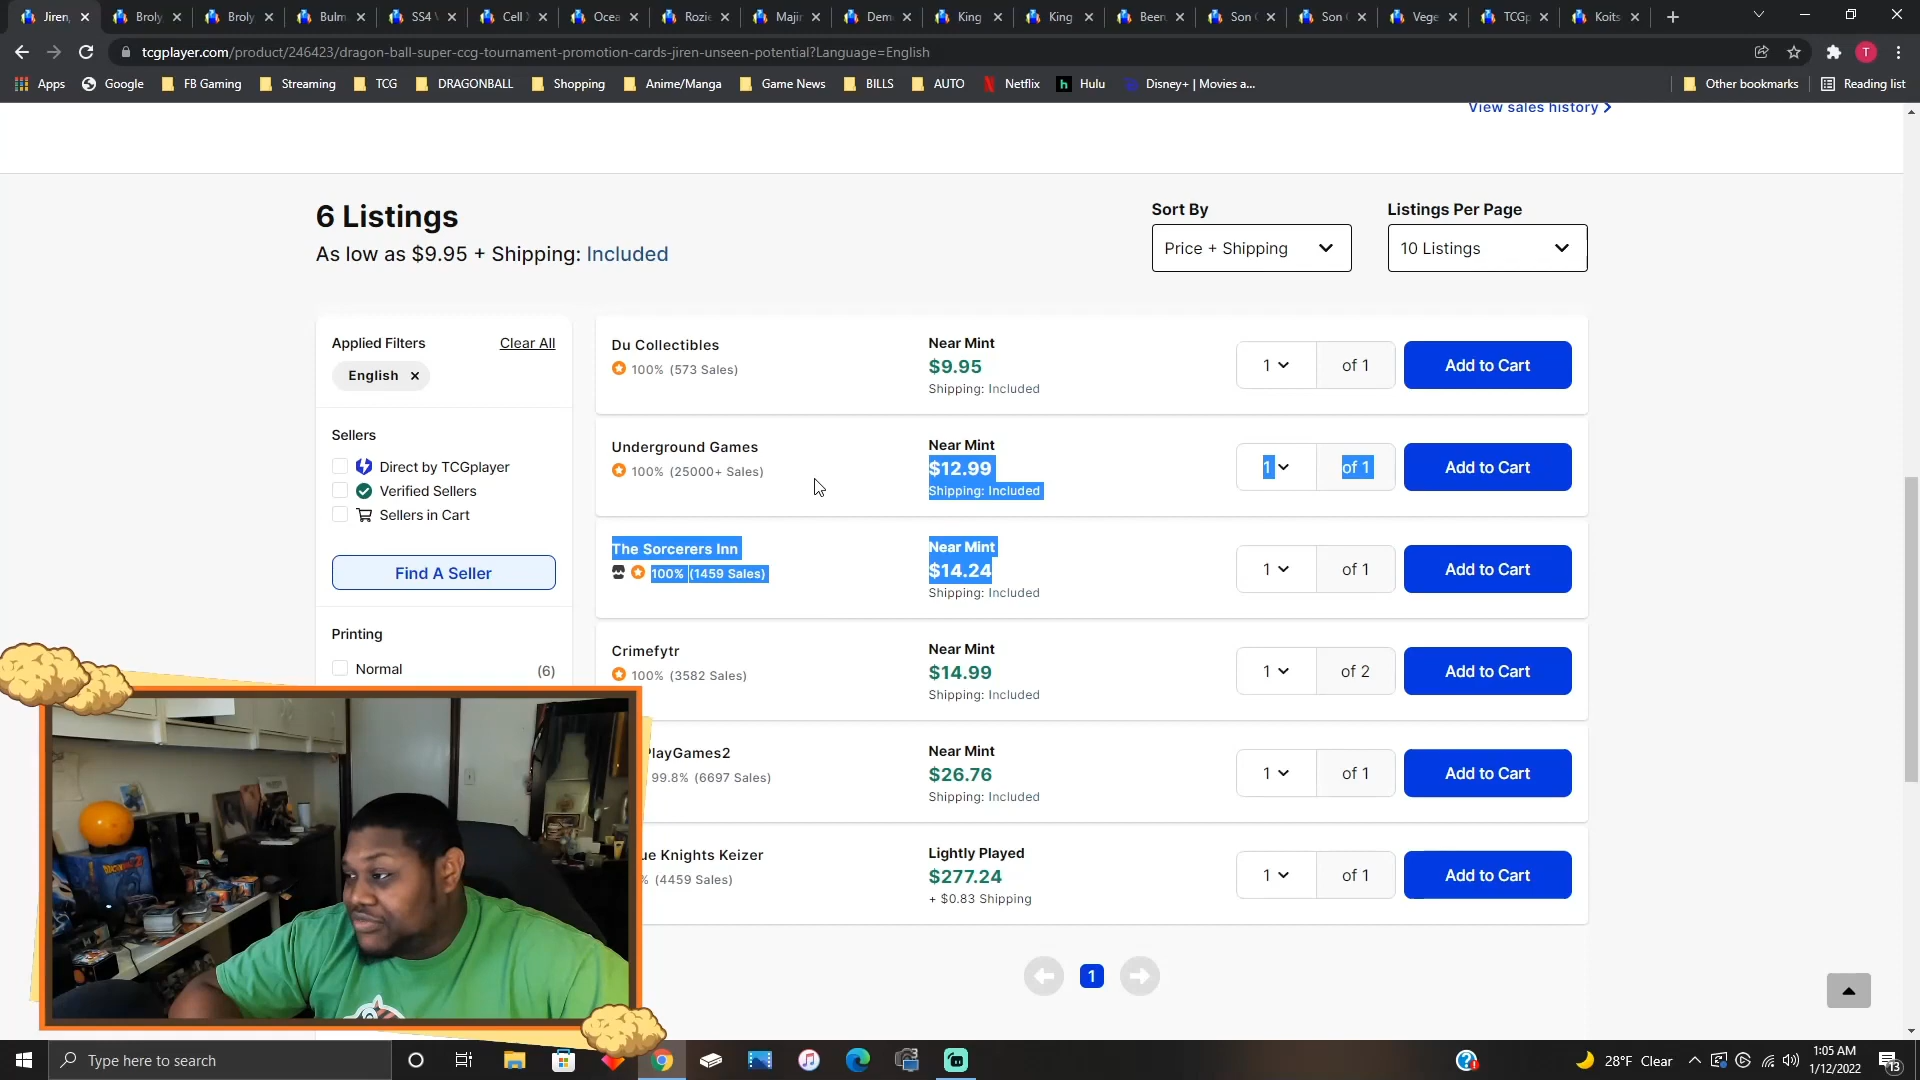 Jiren,
Broly
Broly
Bulm
SS4 \
Cell
Ocea
Rozie
Majin
Dem
King
King
Been
Son
Son
Vege
TCGp
Koits
tcgplayer.com/product/246423/dragon-ball-super-ccg-tournament-promotion-cards-jiren-unseen-potential?Language=English
T
Apps
Google
FB Gaming
Streaming
TCG
DRAGONBALL
Shopping
Anime/Manga
Game News
BILLS
AUTO
Netflix
h
Hulu
Disney+ | Movies a...
Other bookmarks
Reading list
View sales history
6 Listings
As low as $9.95 + Shipping: Included
Sort By
Price + Shipping
Listings Per Page
10 Listings
Applied Filters
Clear All
English
Sellers
Direct by TCGplayer
Verified Sellers
Sellers in Cart
Find A Seller
Printing
Normal
(6)
Du Collectibles
100% (573 Sales)
Near Mint
$9.95
Shipping: Included
1
of 1
Add to Cart
Underground Games
100% (25000+ Sales)
Near Mint
$12.99
Shipping: Included
1
of 1
Add to Cart
The Sorcerers Inn
100% (1459 Sales)
Near Mint
$14.24
Shipping: Included
1
of 1
Add to Cart
Crimefytr
100% (3582 Sales)
Near Mint
$14.99
Shipping: Included
1
of 2
Add to Cart
PlayGames2
99.8% (6697 Sales)
Near Mint
$26.76
Shipping: Included
1
of 1
Add to Cart
ue Knights Keizer
% (4459 Sales)
Lightly Played
$277.24
+ $0.83 Shipping
1
of 1
Add to Cart
1
Type here to search
28°F Clear
1:05 AM
1/12/2022
13